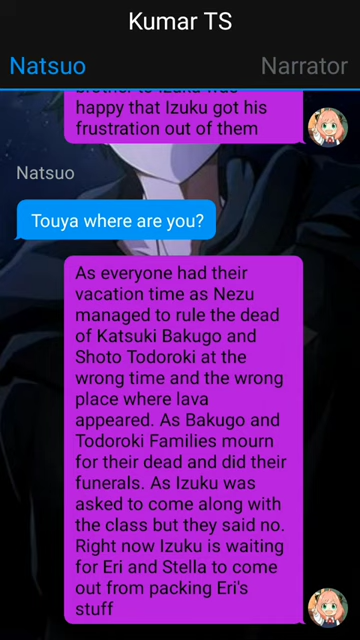 Kumar TS
Natsuo
Narrator
brother to Izuku was
happy that Izuku got his
frustration out of them
Natsuo
Touya where are you?
As everyone had their
vacation time as Nezu
managed to rule the dead
of Katsuki Bakugo and
Shoto Todoroki at the
wrong time and the wrong
place where lava
appeared. As Bakugo and
Todoroki Families mourn
for their dead and did their
funerals. As Izuku was
asked to come along with
the class but they said no.
Right now Izuku is waiting
for Eri and Stella to come
out from packing Eri's
stuff